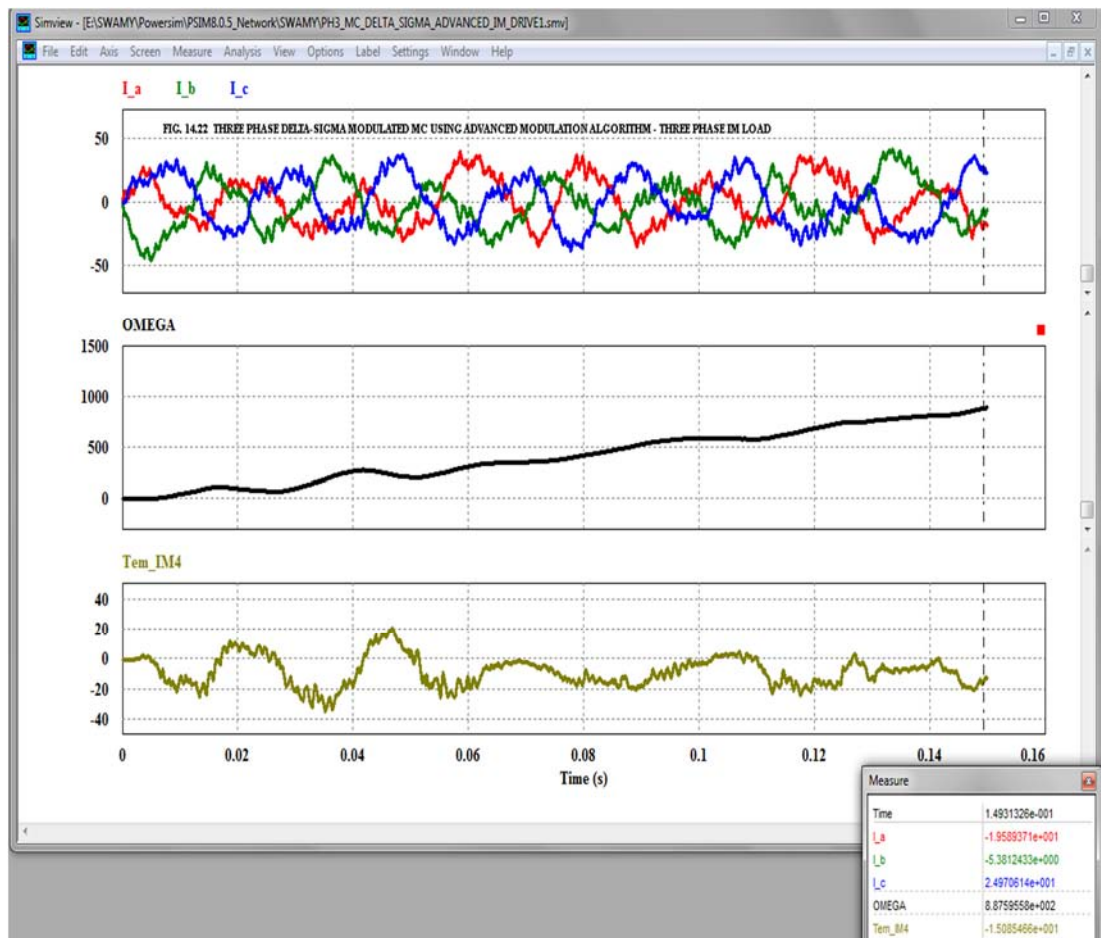 Simview - [E:\SWAMY\Powersim\PSIM8.0.5_Network\SWAMY\PH3_MC_DELTA_SIGMA_ADVANCED_IM_DRIVE1.smv]
File Edit Axis Screen Measure Analysis View Options Label Settings Window Help
I_a I_b I_c
FIG. 14.22 THREE PHASE DELTA-SIGMA MODULATED MC USING ADVANCED MODULATION ALGORITHM - THREE PHASE IM LOAD
50
0
-50
OMEGA
1500
1000
500
0
Tem_IM4
40
20
0
-20
-40
0 0.02 0.04 0.06 0.08 0.1 0.12 0.14 0.16
Time (s)
Measure
Time 1.4931326e-001
I_a -1.9589371e+001
I_b -5.3812433e+000
I_c 2.4970614e+001
OMEGA 8.8759558e+002
Tem_IM4 -1.5085466e+001